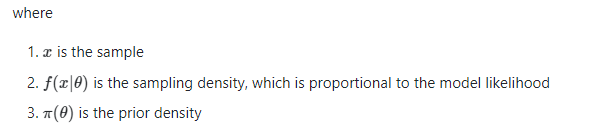 where
1. x is the sample
2. f(x|θ) is the sampling density, which is proportional to the model likelihood
3. π(θ) is the prior density